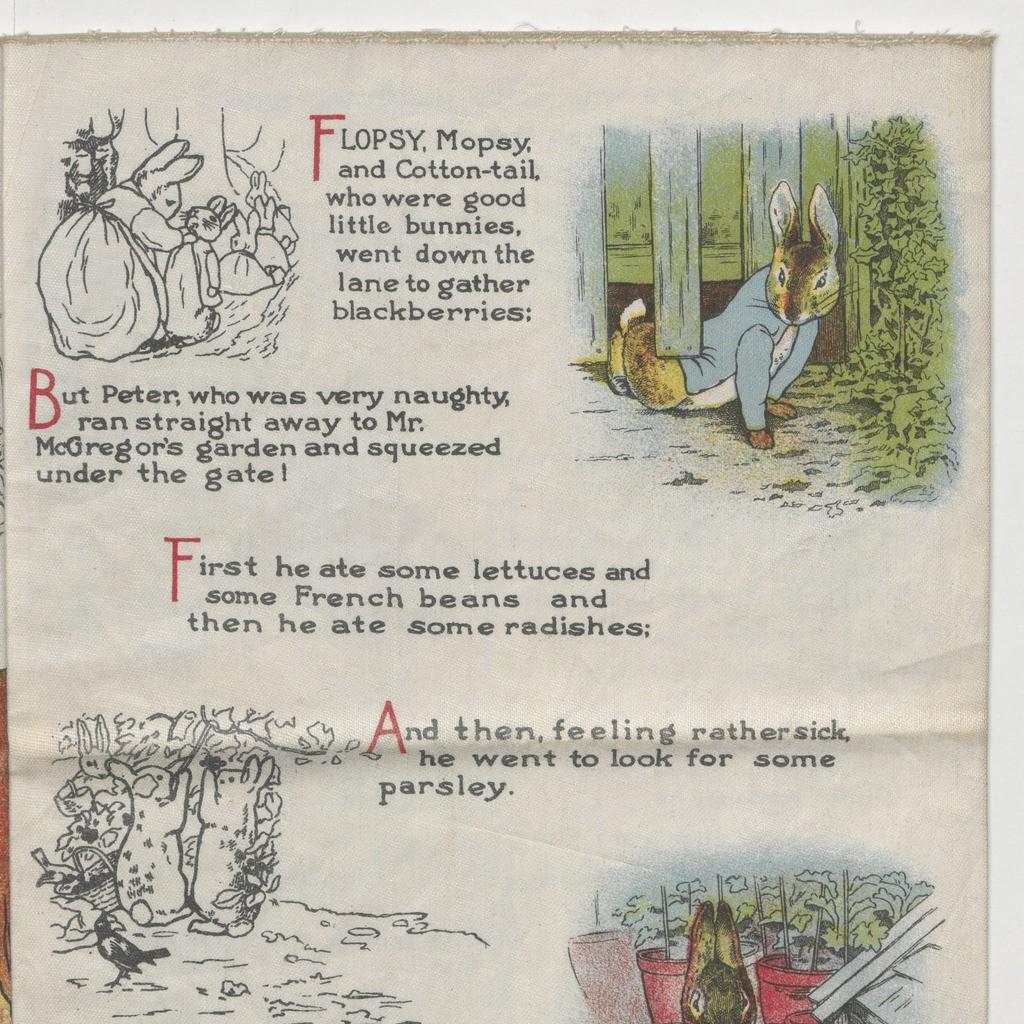 FLOPSY, Mopsy,
and Cotton-tail,
who were good
little bunnies,
went down the
lane to gather
blackberries;
But Peter, who was very naughty,
ran straight away to Mr.
McGregor's garden and squeezed
under the gate!
First he ate some lettuces and
some French beans and
then he ate some radishes;
And then, feeling rather sick,
he went to look for some
parsley.